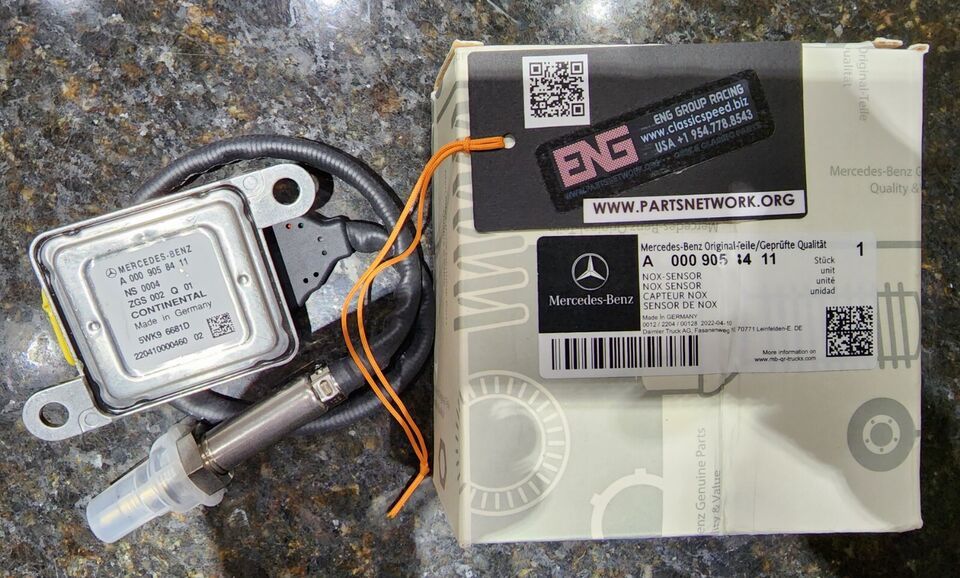 MERCEDES-BENZ
A 000 905 84 11
NS 0004
ZGS 002 Q 01
CONTINENTAL
Made in Germany
5WK9 6681D
220410000460 02
ENG
ENG GROUP RACING
www.classicspeed.biz
USA +1 954.778.8543
WWW.PARTSNETWORK.ORG
Mercedes-Benz
Mercedes-Benz Original-Teile/Geprüfte Qualität 1
A 000 905 84 11
NOX-SENSOR
NOX SENSOR
CAPTEUR NOX
SENSOR DE NOX
Stück
unit
unité
unidad
Made in GERMANY
0012 / 2204 / 00128 2022-04-10
Daimler Truck AG, Fasanenweg 70771 Leinfelden-E. DE
More information on
www.mb-qr-trucks.com
Original-Teile
Qualität
Mercedes-Benz G
Quality &
enz Genuine Parts
y & Value